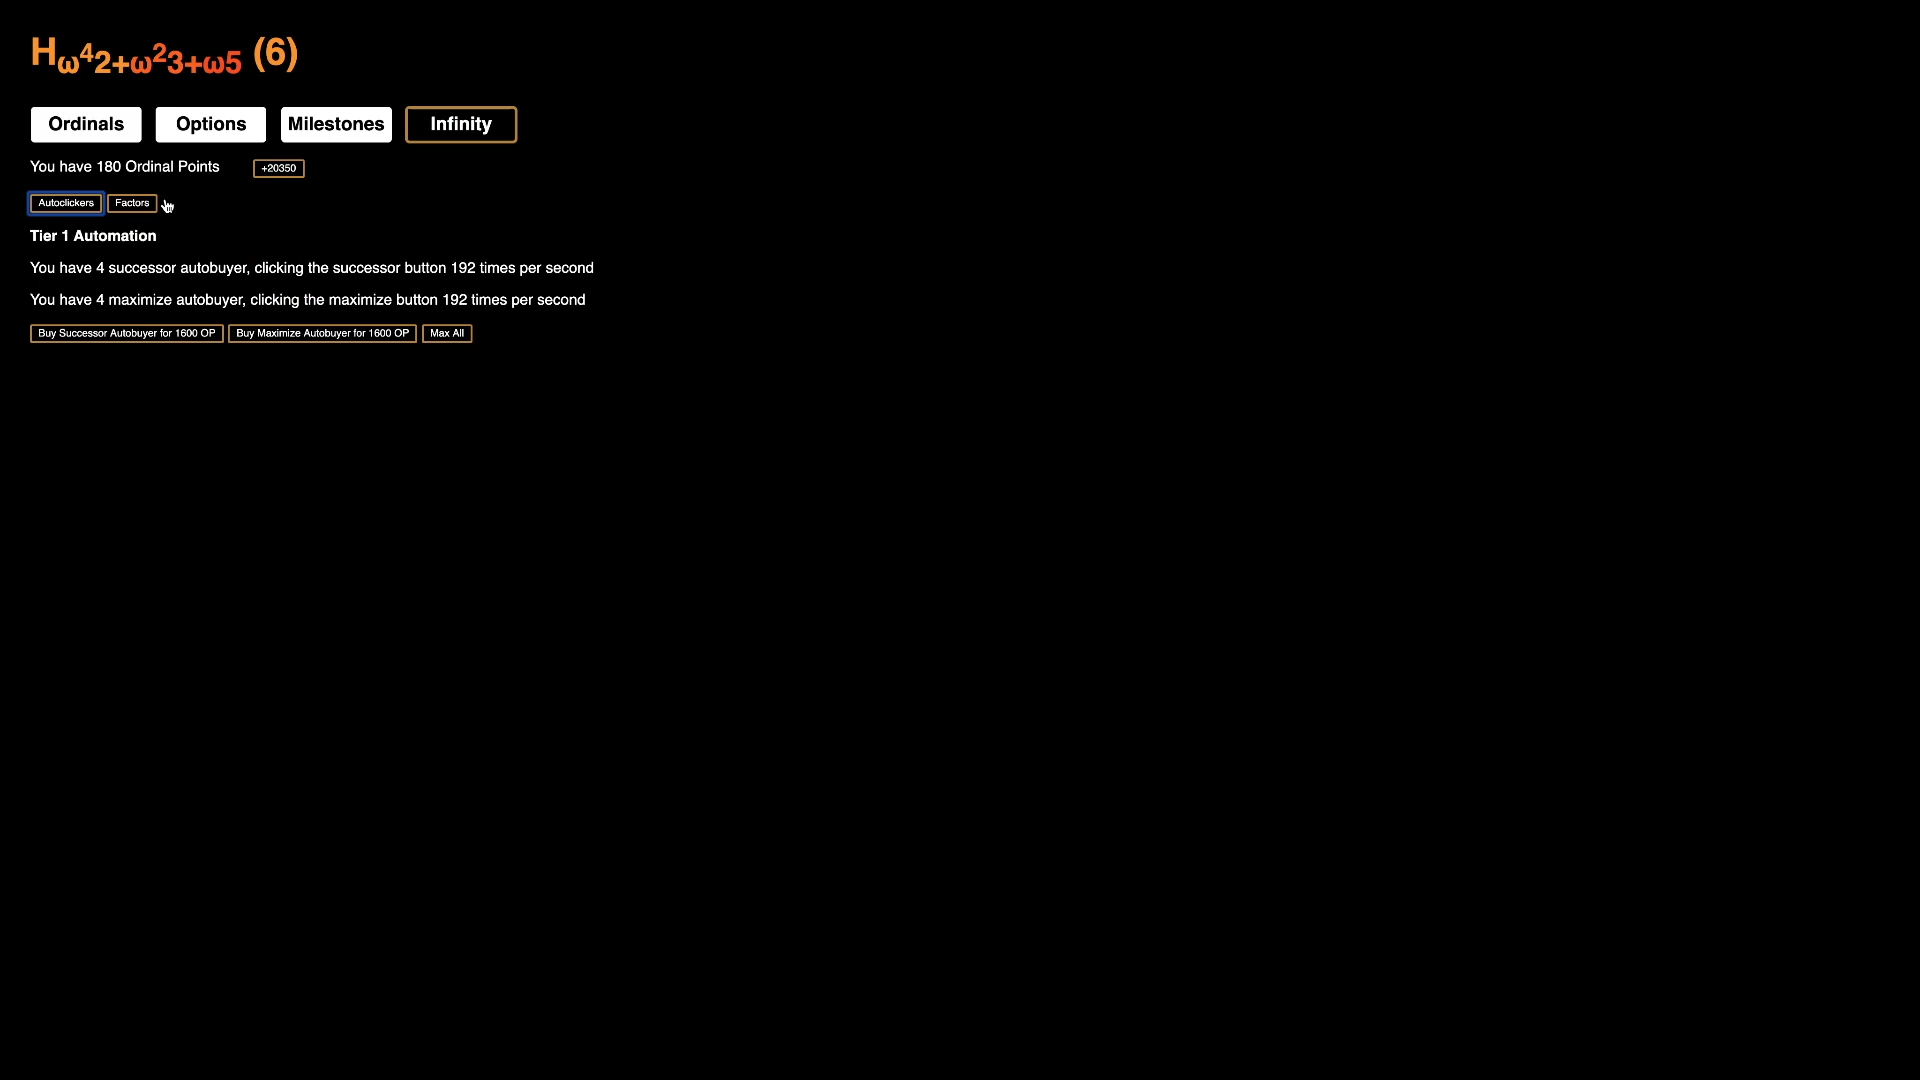 Hω⁴2+ω²3+ω5 (6)
Ordinals Options Milestones Infinity
You have 180 Ordinal Points +20350
Autoclickers Factors
Tier 1 Automation
You have 4 successor autobuyer, clicking the successor button 192 times per second
You have 4 maximize autobuyer, clicking the maximize button 192 times per second
Buy Successor Autobuyer for 1600 OP Buy Maximize Autobuyer for 1600 OP Max All